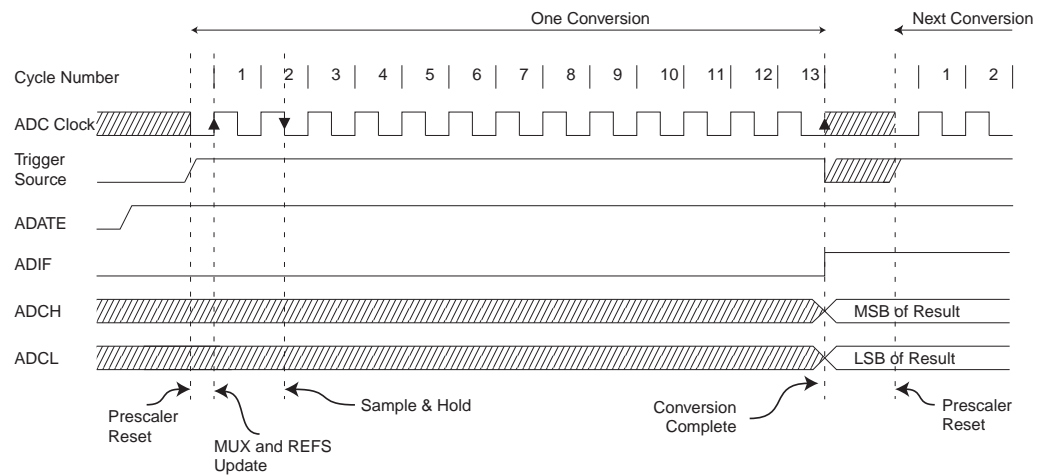 One Conversion
Next Conversion
Cycle Number
1 2 3 4 5 6 7 8 9 10 11 12 13 1 2
ADC Clock
Trigger
Source
ADATE
ADIF
ADCH
MSB of Result
ADCL
LSB of Result
Prescaler
Reset
MUX and REFS
Update
Sample & Hold
Conversion
Complete
Prescaler
Reset